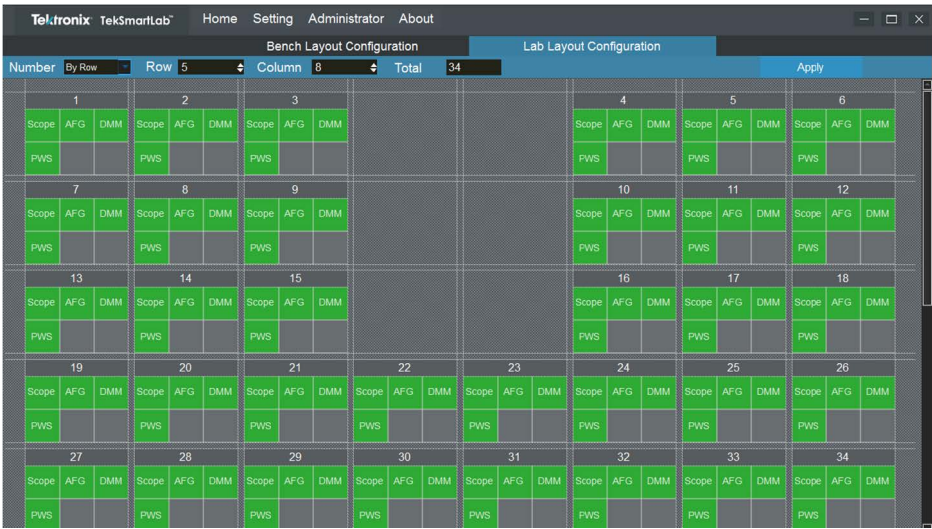 Tektronix TekSmartLab™ Home Setting Administrator About
Bench Layout Configuration Lab Layout Configuration
Number By Row Row 5 Column 8 Total 34 Apply
1 2 3 4 5 6
Scope AFG DMM Scope AFG DMM Scope AFG DMM Scope AFG DMM Scope AFG DMM Scope AFG DMM
PWS PWS PWS PWS PWS PWS
7 8 9 10 11 12
Scope AFG DMM Scope AFG DMM Scope AFG DMM Scope AFG DMM Scope AFG DMM Scope AFG DMM
PWS PWS PWS PWS PWS PWS
13 14 15 16 17 18
Scope AFG DMM Scope AFG DMM Scope AFG DMM Scope AFG DMM Scope AFG DMM Scope AFG DMM
PWS PWS PWS PWS PWS PWS
19 20 21 22 23 24 25 26
Scope AFG DMM Scope AFG DMM Scope AFG DMM Scope AFG DMM Scope AFG DMM Scope AFG DMM Scope AFG DMM Scope AFG DMM
PWS PWS PWS PWS PWS PWS PWS PWS
27 28 29 30 31 32 33 34
Scope AFG DMM Scope AFG DMM Scope AFG DMM Scope AFG DMM Scope AFG DMM Scope AFG DMM Scope AFG DMM Scope AFG DMM
PWS PWS PWS PWS PWS PWS PWS PWS